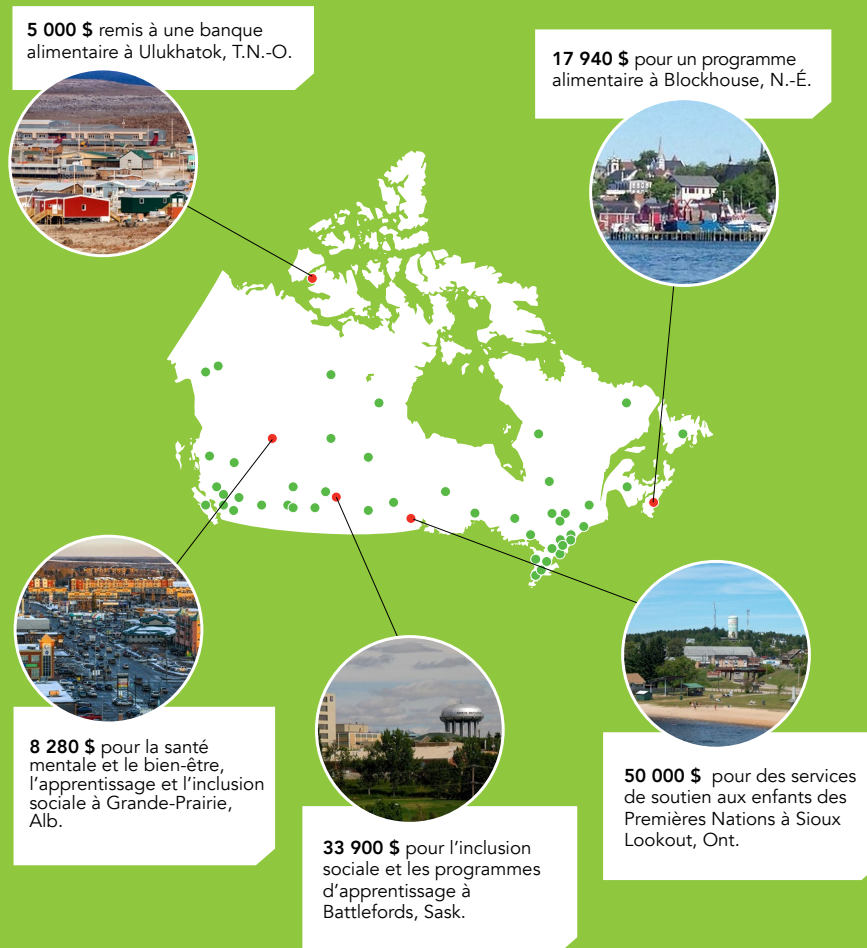 5 000 $ remis à une banque
alimentaire à Ulukhatok, T.N.-O.
17 940 $ pour un programme
alimentaire à Blockhouse, N.-É.
8 280 $ pour la santé
mentale et le bien-être,
l’apprentissage et l’inclusion
sociale à Grande-Prairie,
Alb.
33 900 $ pour l’inclusion
sociale et les programmes
d’apprentissage à
Battlefords, Sask.
50 000 $ pour des services
de soutien aux enfants des
Premières Nations à Sioux
Lookout, Ont.